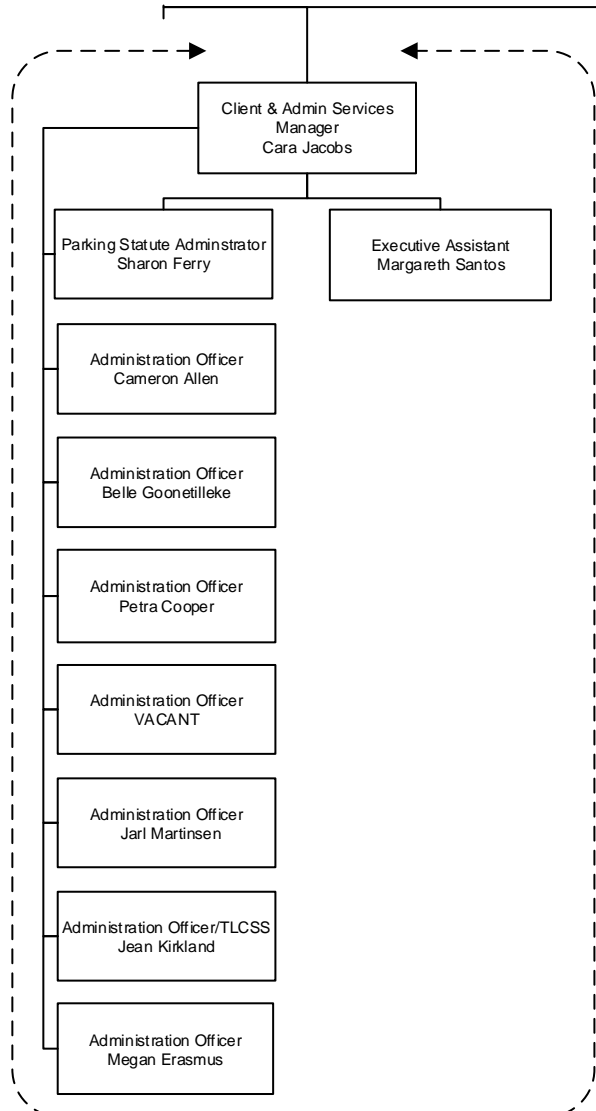 Client & Admin Services
Manager
Cara Jacobs
Parking Statute Adminstrator
Sharon Ferry
Executive Assistant
Margareth Santos
Administration Officer
Cameron Allen
Administration Officer
Belle Goonetilleke
Administration Officer
Petra Cooper
Administration Officer
VACANT
Administration Officer
Jarl Martinsen
Administration Officer/TLCSS
Jean Kirkland
Administration Officer
Megan Erasmus